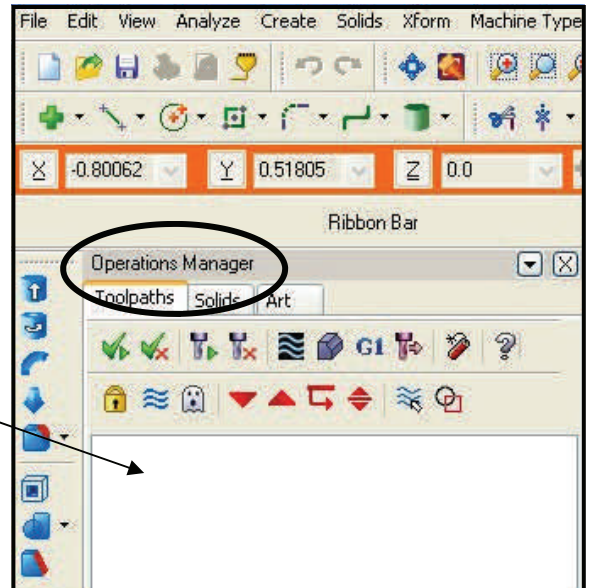 File Edit View Analyze Create Solids Xform Machine Type
X -0.80062 Y 0.51805 Z 0.0
Ribbon Bar
Operations Manager
Toolpaths Solids Art
G1